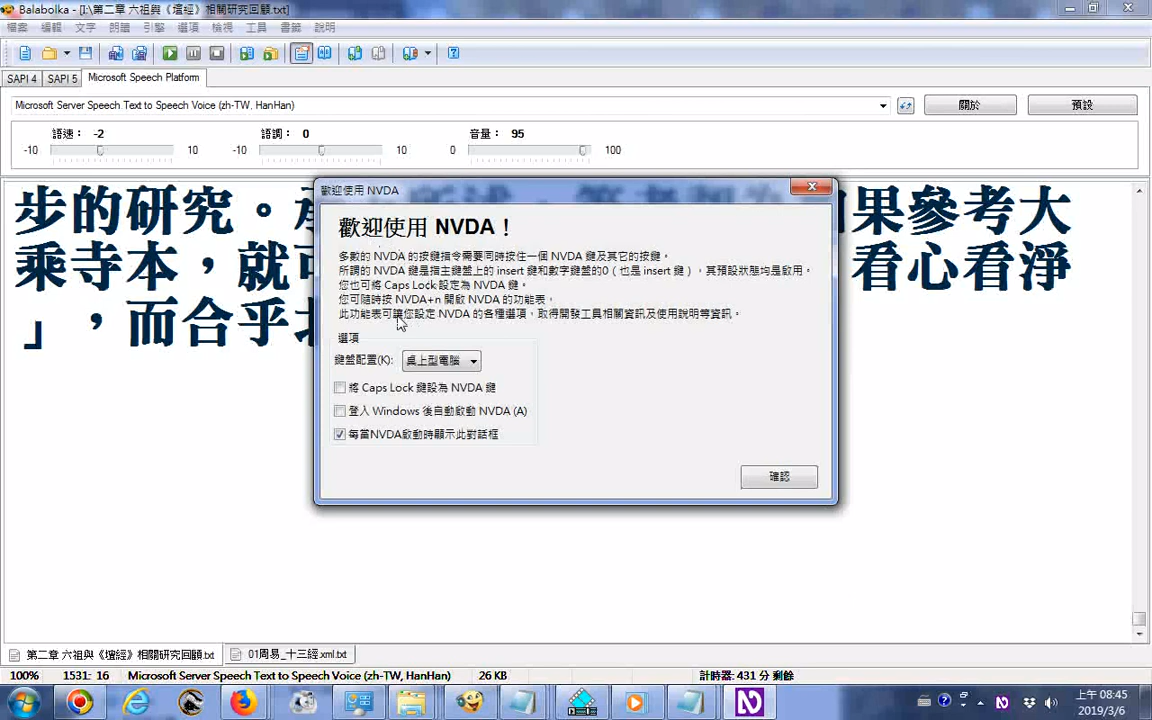 Balabolka - [I:\第二章 六祖與《壇經》相關研究回顧.txt]
檔案 編輯 文字 朗讀 引擎 選項 檢視 工具 書籤 說明
SAPI 4 SAPI 5 Microsoft Speech Platform
Microsoft Server Speech Text to Speech Voice (zh-TW, HanHan)
關於 預設
語速： -2 語調： 0 音量： 95
-10 10 -10 10 0 100
步的研究。
如果參考大
乘寺本，就可
看心看淨
」，而合乎
歡迎使用 NVDA
歡迎使用 NVDA！
多數的 NVDA 的按鍵指令需要同時按住一個 NVDA 鍵及其它的按鍵。
所謂的 NVDA 鍵是指主鍵盤上的 insert 鍵和數字鍵盤的0（也是 insert 鍵），其預設狀態均是啟用。
您也可將 Caps Lock 設定為 NVDA 鍵。
您可隨時按 NVDA+n 開啟 NVDA 的功能表，
此功能表可讓您設定 NVDA 的各種選項、取得開發工具相關資訊及使用說明等資訊。
選項
鍵盤配置(K): 桌上型電腦
將 Caps Lock 鍵設為 NVDA 鍵
登入 Windows 後自動啟動 NVDA (A)
每當NVDA啟動時顯示此對話框
確認
第二章 六祖與《壇經》相關研究回顧.txt 01周易_十三經.xml.txt
100% 1531: 16 Microsoft Server Speech Text to Speech Voice (zh-TW, HanHan) 26 KB 計時器: 431 分 剩餘
上午 08:45
2019/3/6